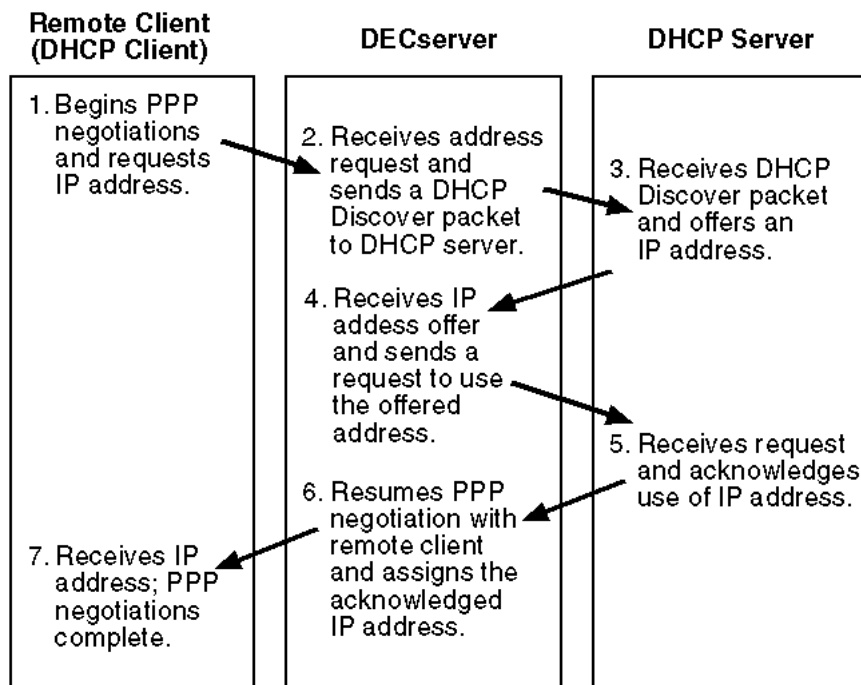 Remote Client
(DHCP Client)
DECserver
DHCP Server
1. Begins PPP
negotiations
and requests
IP address.
2. Receives address
request and
sends a DHCP
Discover packet
to DHCP server.
3. Receives DHCP
Discover packet
and offers an
IP address.
4. Receives IP
addess offer
and sends a
request to use
the offered
address.
5. Receives request
and acknowledges
use of IP address.
6. Resumes PPP
negotiation with
remote client
and assigns the
acknowledged
IP address.
7. Receives IP
address; PPP
negotiations
complete.